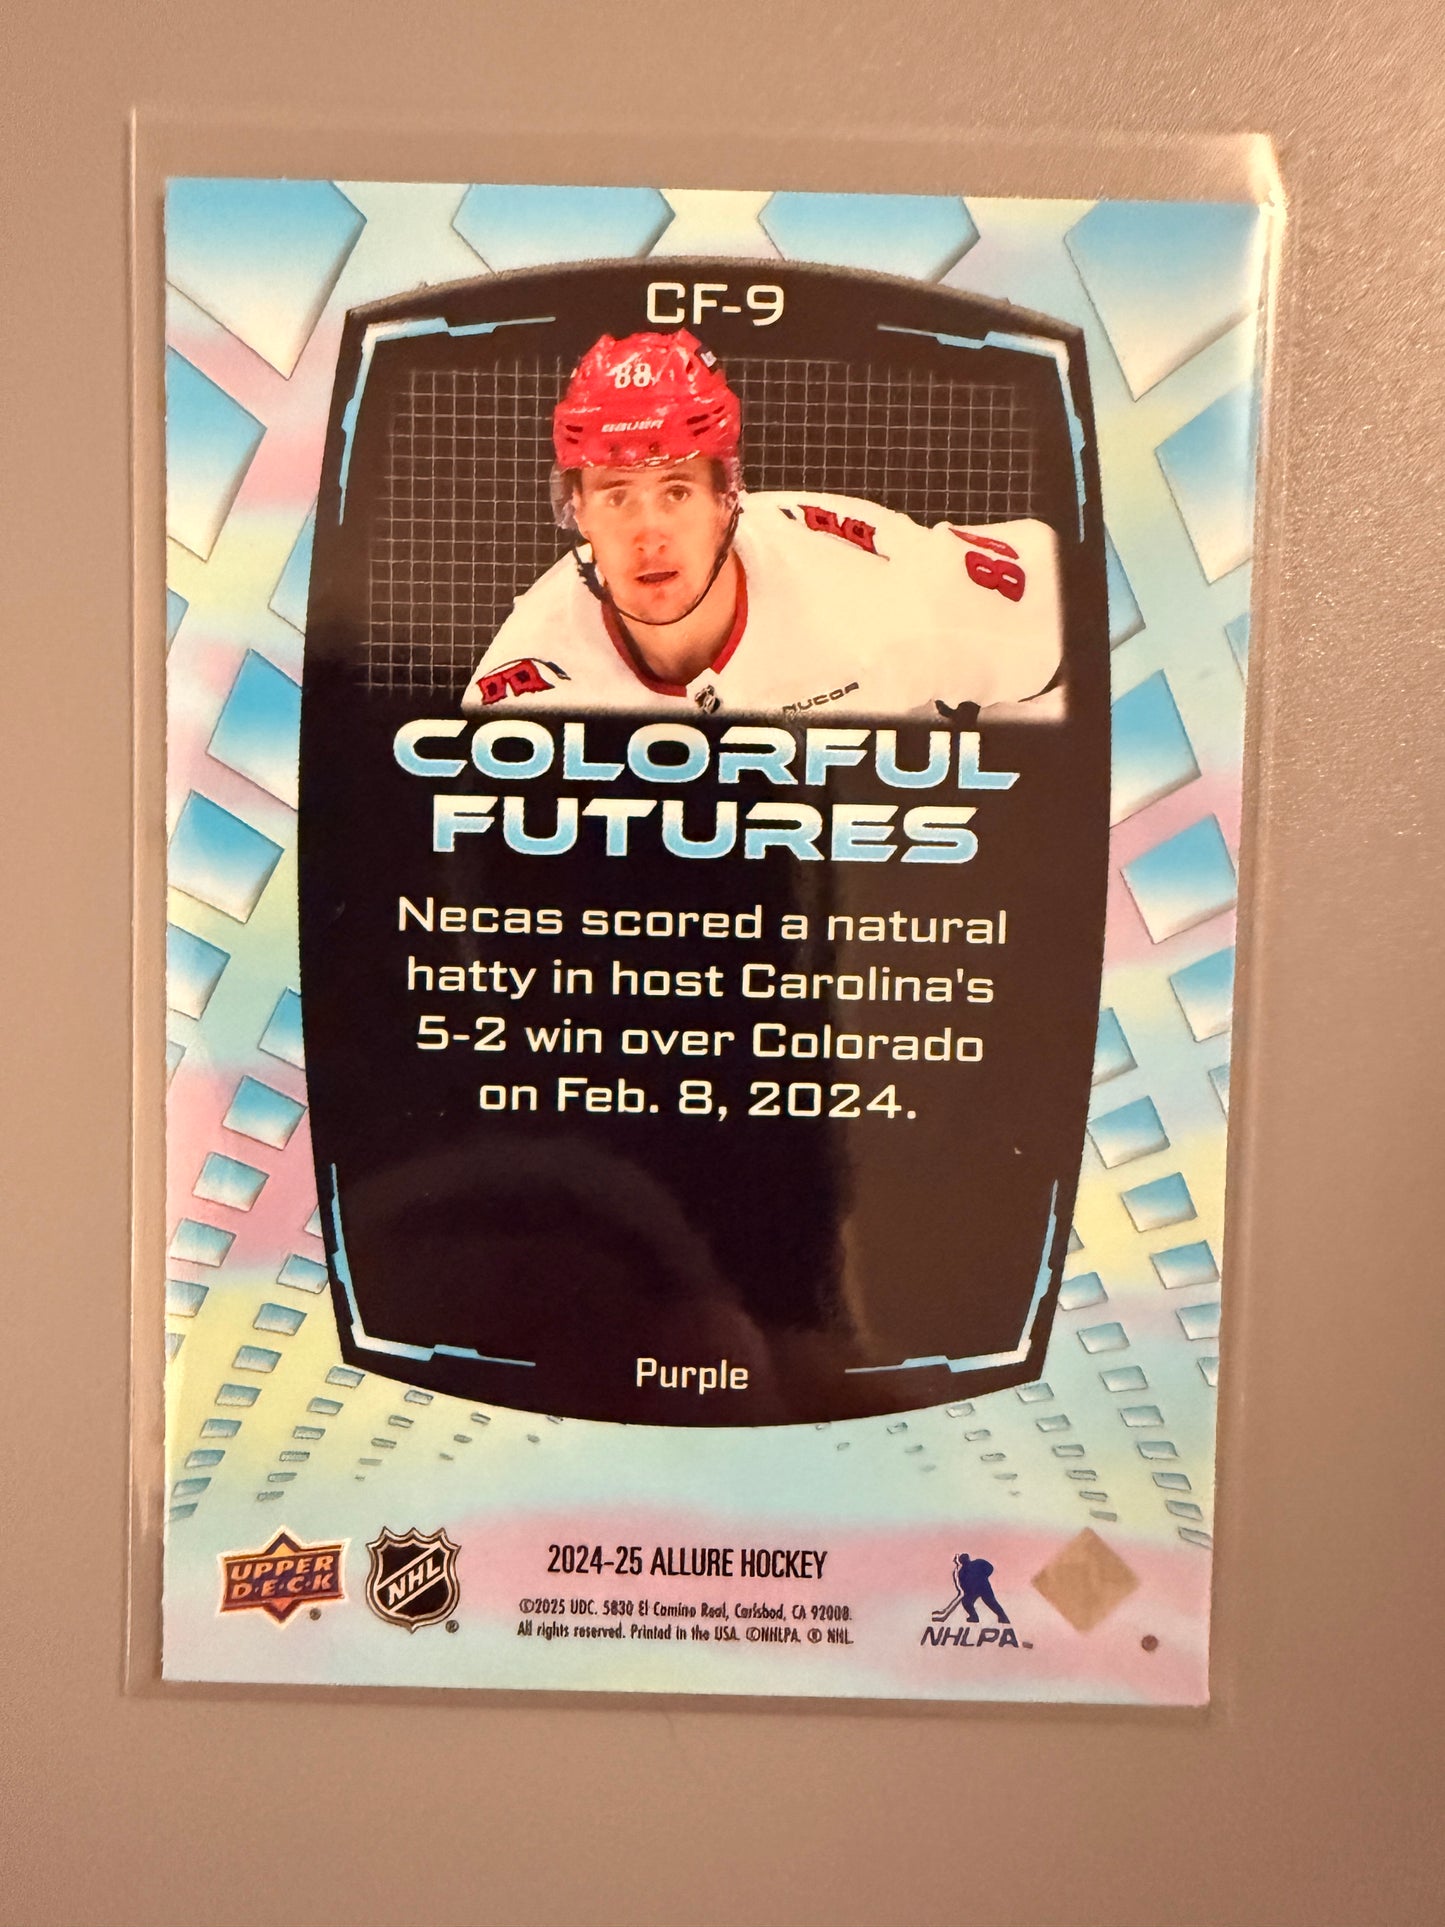 CF-9
88
BAUER
88
COLORFUL
FUTURES
Necas scored a natural
hatty in host Carolina's
5-2 win over Colorado
on Feb. 8, 2024.
Purple
UPPER
D·E·C·K
®
NHL
®
2024-25 ALLURE HOCKEY
©2025 UDC. 5830 El Camino Real, Carlsbad, CA 92008.
All rights reserved. Printed in the USA. ©NHLPA. © NHL.
NHLPA